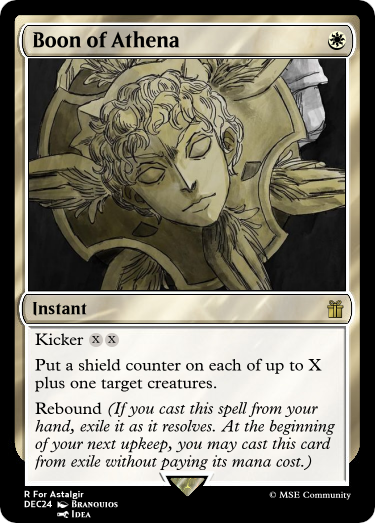 Boon of Athena
Instant
Kicker X X
Put a shield counter on each of up to X
plus one target creatures.
Rebound (If you cast this spell from your
hand, exile it as it resolves. At the beginning
of your next upkeep, you may cast this card
from exile without paying its mana cost.)
R For Astalgir
DEC24 Branouios
Idea
© MSE Community